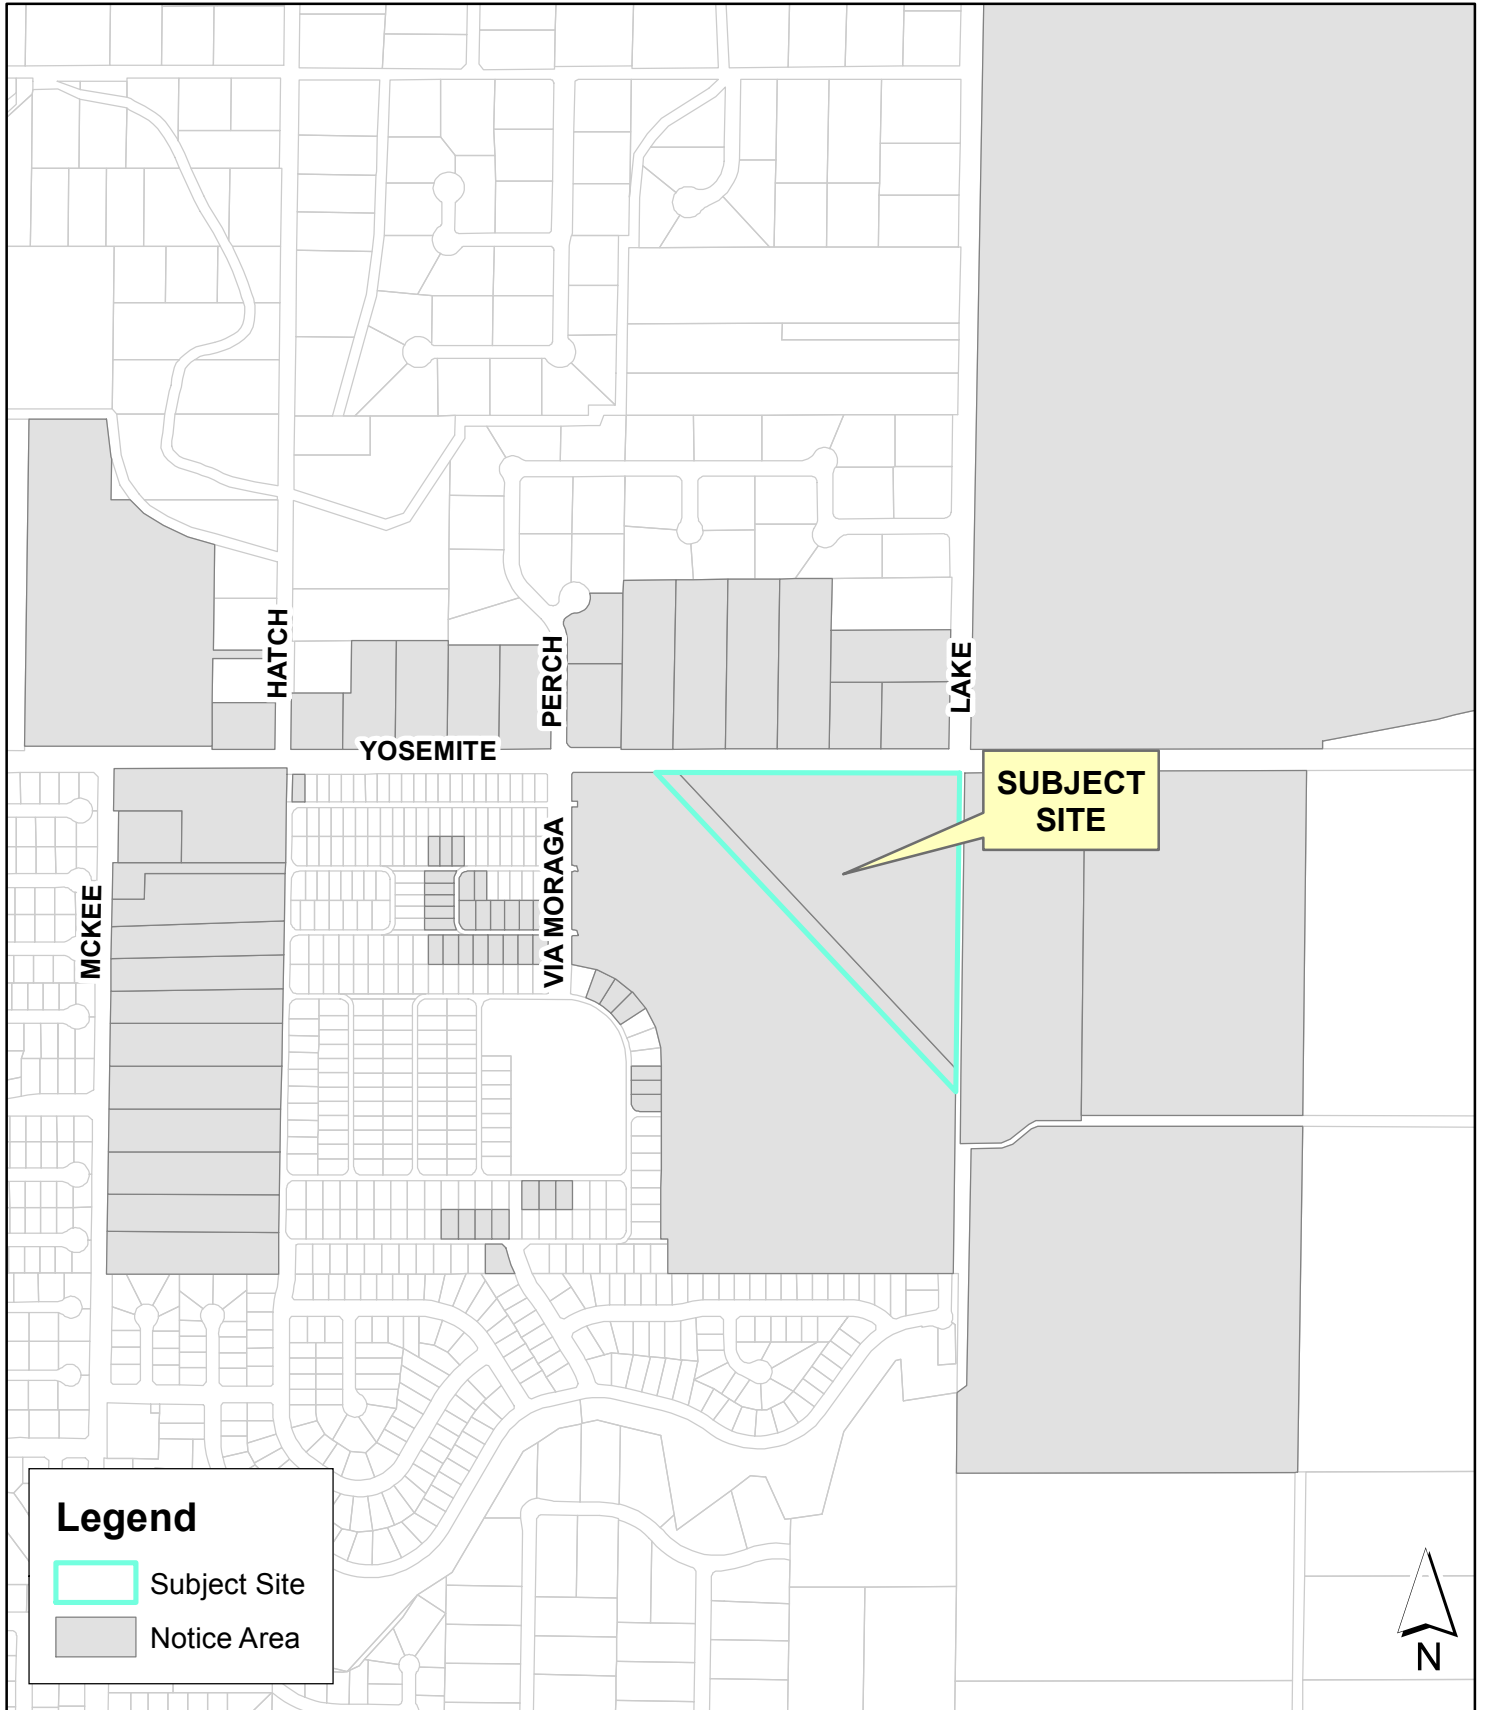 HATCH
PERCH
LAKE
YOSEMITE
SUBJECT
SITE
MCKEE
VIA MORAGA
Legend
Subject Site
Notice Area
N